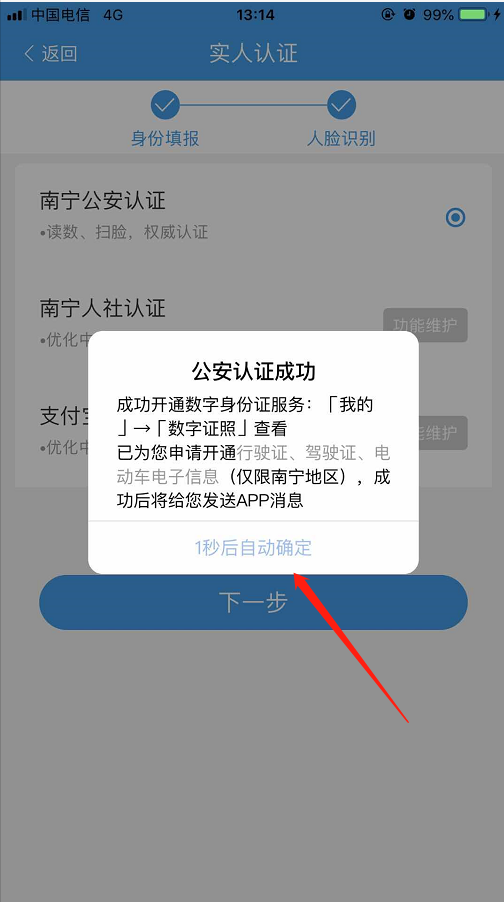 中国电信 4G 13:14 99%
返回 实人认证
身份填报 人脸识别
南宁公安认证
•读数、扫脸，权威认证
南宁人社认证
功能维护
•优化中
支付宝
能维护
•优化中
公安认证成功
成功开通数字身份证服务：「我的
」→「数字证照」查看
已为您申请开通行驶证、驾驶证、电
动车电子信息（仅限南宁地区），成
功后将给您发送APP消息
1秒后自动确定
下一步